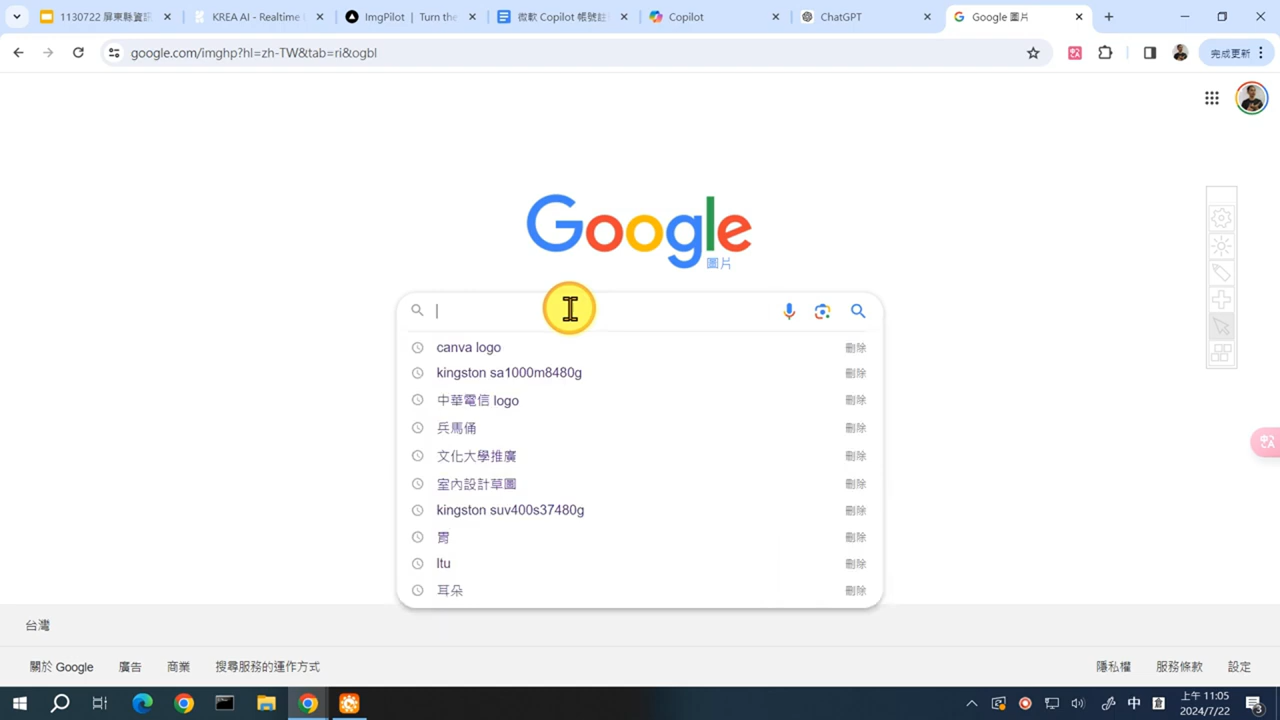 1130722 屏東縣資訊
KREA AI - Realtime
ImgPilot | Turn the
微軟 Copilot 帳號註
Copilot
ChatGPT
Google 圖片
google.com/imghp?hl=zh-TW&tab=ri&ogbl
完成更新
Google
圖片
canva logo 刪除
kingston sa1000m8480g 刪除
中華電信 logo 刪除
兵馬俑 刪除
文化大學推廣 刪除
室內設計草圖 刪除
kingston suv400s37480g 刪除
胃 刪除
ltu 刪除
耳朵 刪除
台灣
關於 Google 廣告 商業 搜尋服務的運作方式 隱私權 服務條款 設定
中 上午 11:05
2024/7/22 3